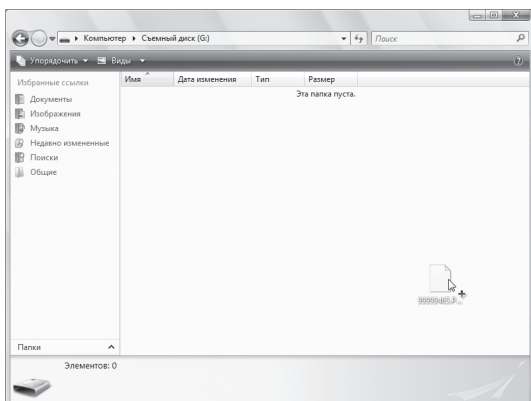 Компьютер ▸ Съемный диск (G:)
Поиск
Упорядочить
Виды
Избранные ссылки
Документы
Изображения
Музыка
Недавно измененные
Поиски
Общие
Папки
Имя Дата изменения Тип Размер
Эта папка пуста.
Элементов: 0